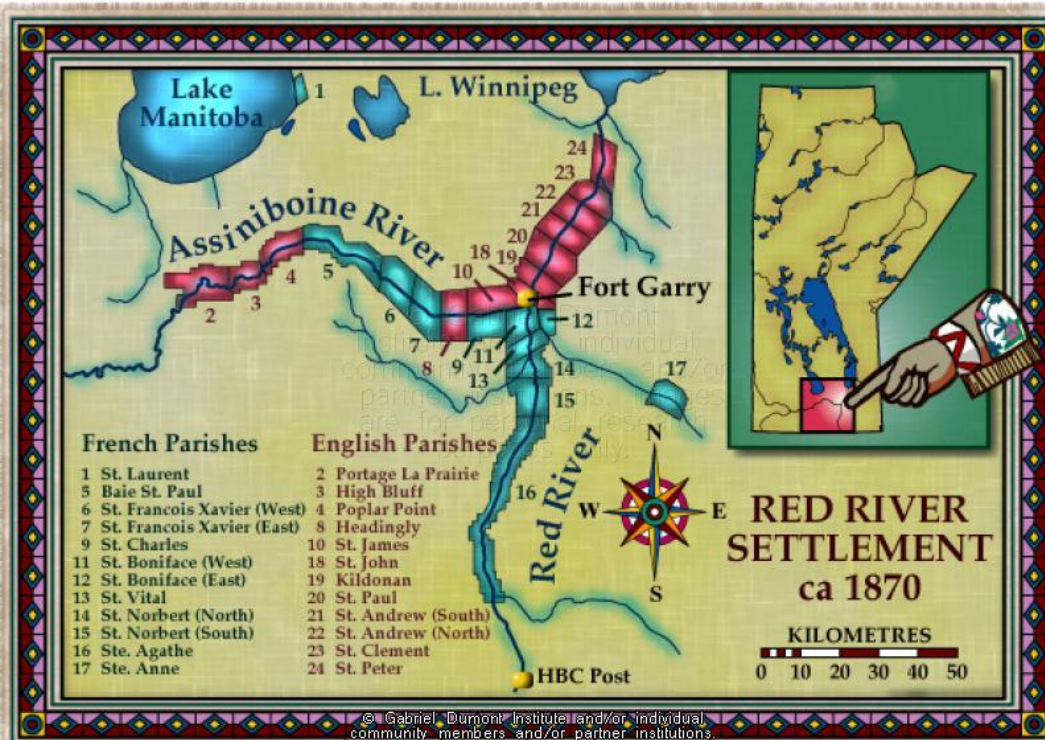 Lake
Manitoba
1
L. Winnipeg
24
23
22
21
20
19
18
10
Assiniboine River
5
4
3
2
6
7
8
9
11
13
12
14
15
17
16
Fort Garry
Red River
HBC Post
French Parishes
1 St. Laurent
5 Baie St. Paul
6 St. Francois Xavier (West)
7 St. Francois Xavier (East)
9 St. Charles
11 St. Boniface (West)
12 St. Boniface (East)
13 St. Vital
14 St. Norbert (North)
15 St. Norbert (South)
16 Ste. Agathe
17 Ste. Anne
English Parishes
2 Portage La Prairie
3 High Bluff
4 Poplar Point
8 Headingly
10 St. James
18 St. John
19 Kildonan
20 St. Paul
21 St. Andrew (South)
22 St. Andrew (North)
23 St. Clement
24 St. Peter
N
W E
S
RED RIVER
SETTLEMENT
ca 1870
KILOMETRES
0 10 20 30 40 50
© Gabriel Dumont Institute and/or individual
community members and/or partner institutions.